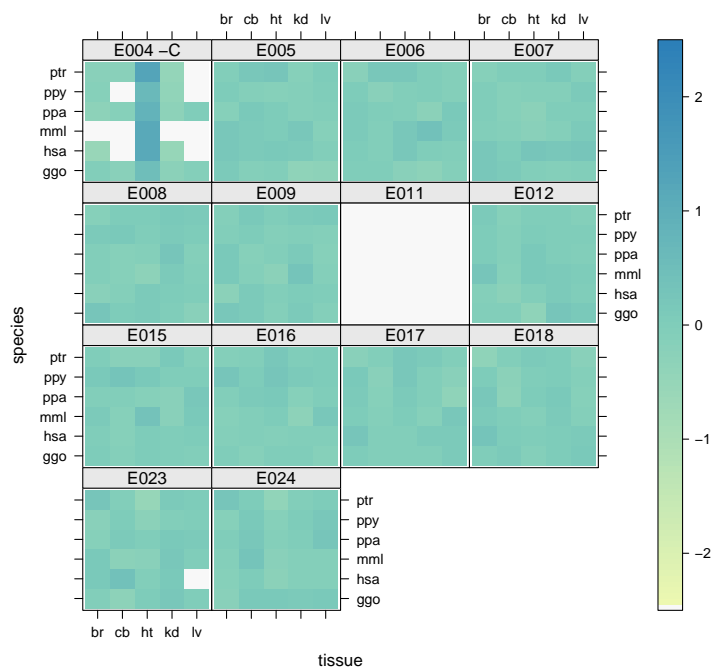 br cb ht kd lv br cb ht kd lv
E004 −C E005 E006 E007
ptr
ppy
ppa
mml
hsa
ggo
E008 E009 E011 E012
ptr
ppy
ppa
mml
hsa
ggo
E015 E016 E017 E018
ptr
ppy
ppa
mml
hsa
ggo
E023 E024
ptr
ppy
ppa
mml
hsa
ggo
br cb ht kd lv
tissue
species
2
1
0
−1
−2